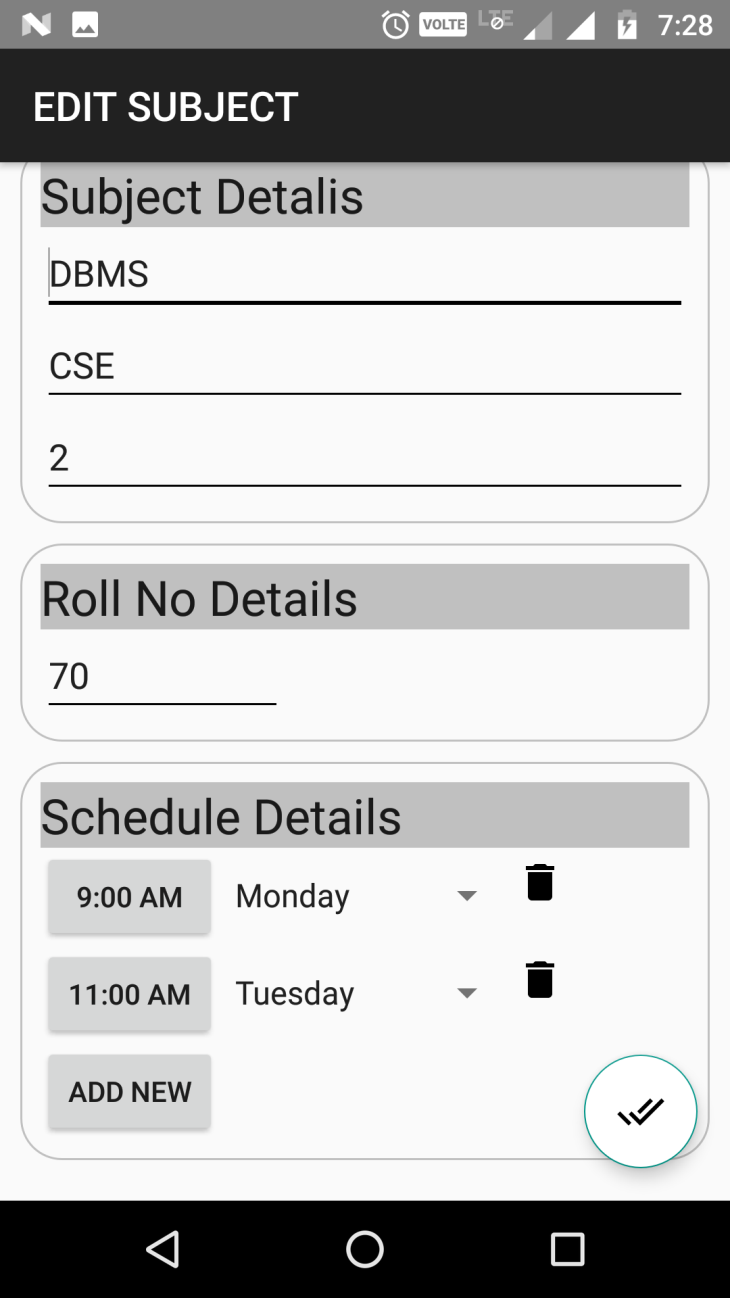 VOLTE LTE 7:28
EDIT SUBJECT
Subject Detalis
DBMS
CSE
2
Roll No Details
70
Schedule Details
9:00 AM Monday
11:00 AM Tuesday
ADD NEW